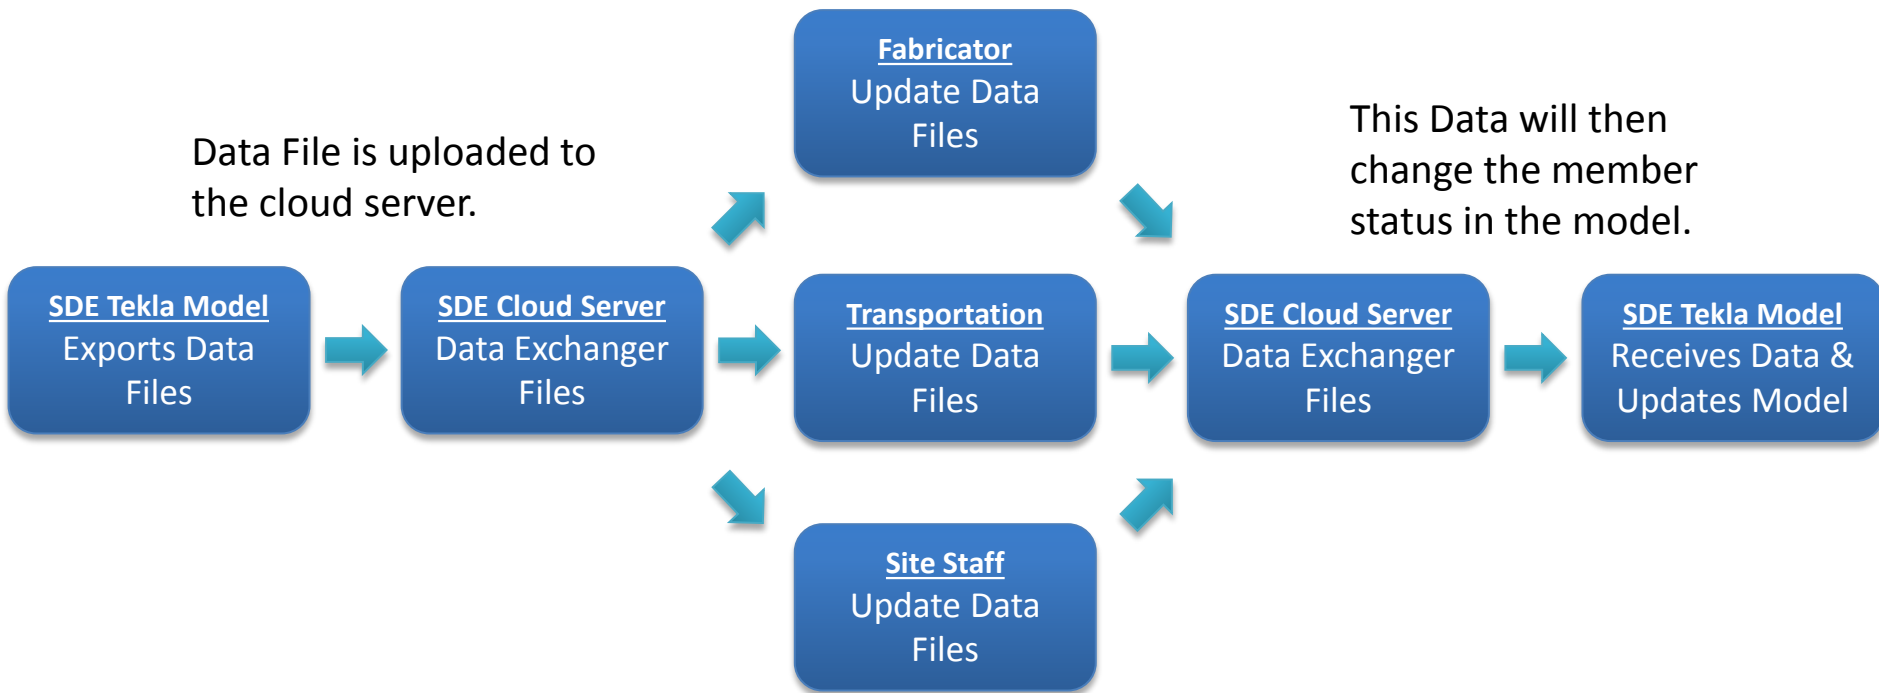 Data File is uploaded to
the cloud server.
SDE Tekla Model
Exports Data
Files
SDE Cloud Server
Data Exchanger
Files
Fabricator
Update Data
Files
Transportation
Update Data
Files
Site Staff
Update Data
Files
This Data will then
change the member
status in the model.
SDE Cloud Server
Data Exchanger
Files
SDE Tekla Model
Receives Data &
Updates Model